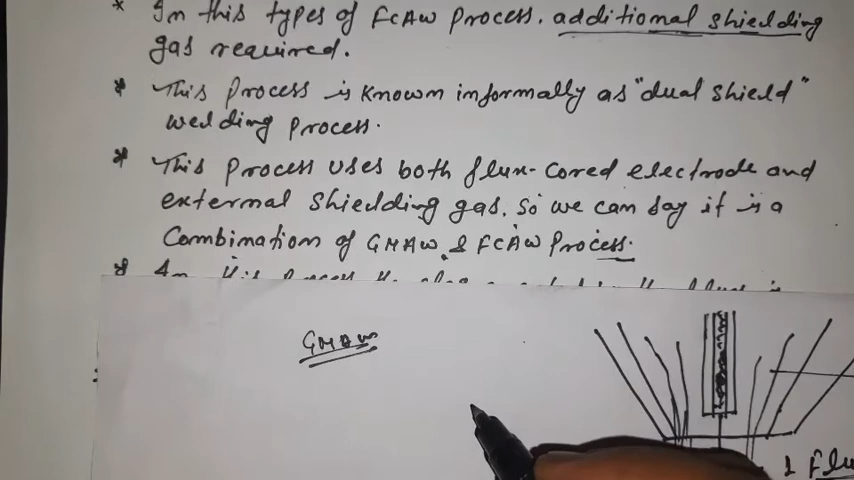 * In this types of FCAW Process. additional shielding
gas required.
* This Process is known informally as "dual shield"
welding Process.
* This Process uses both flux-cored electrode and
external shielding gas. So we can say it is a
Combination of GMAW & FCAW Process.
GMAW
1 Flu